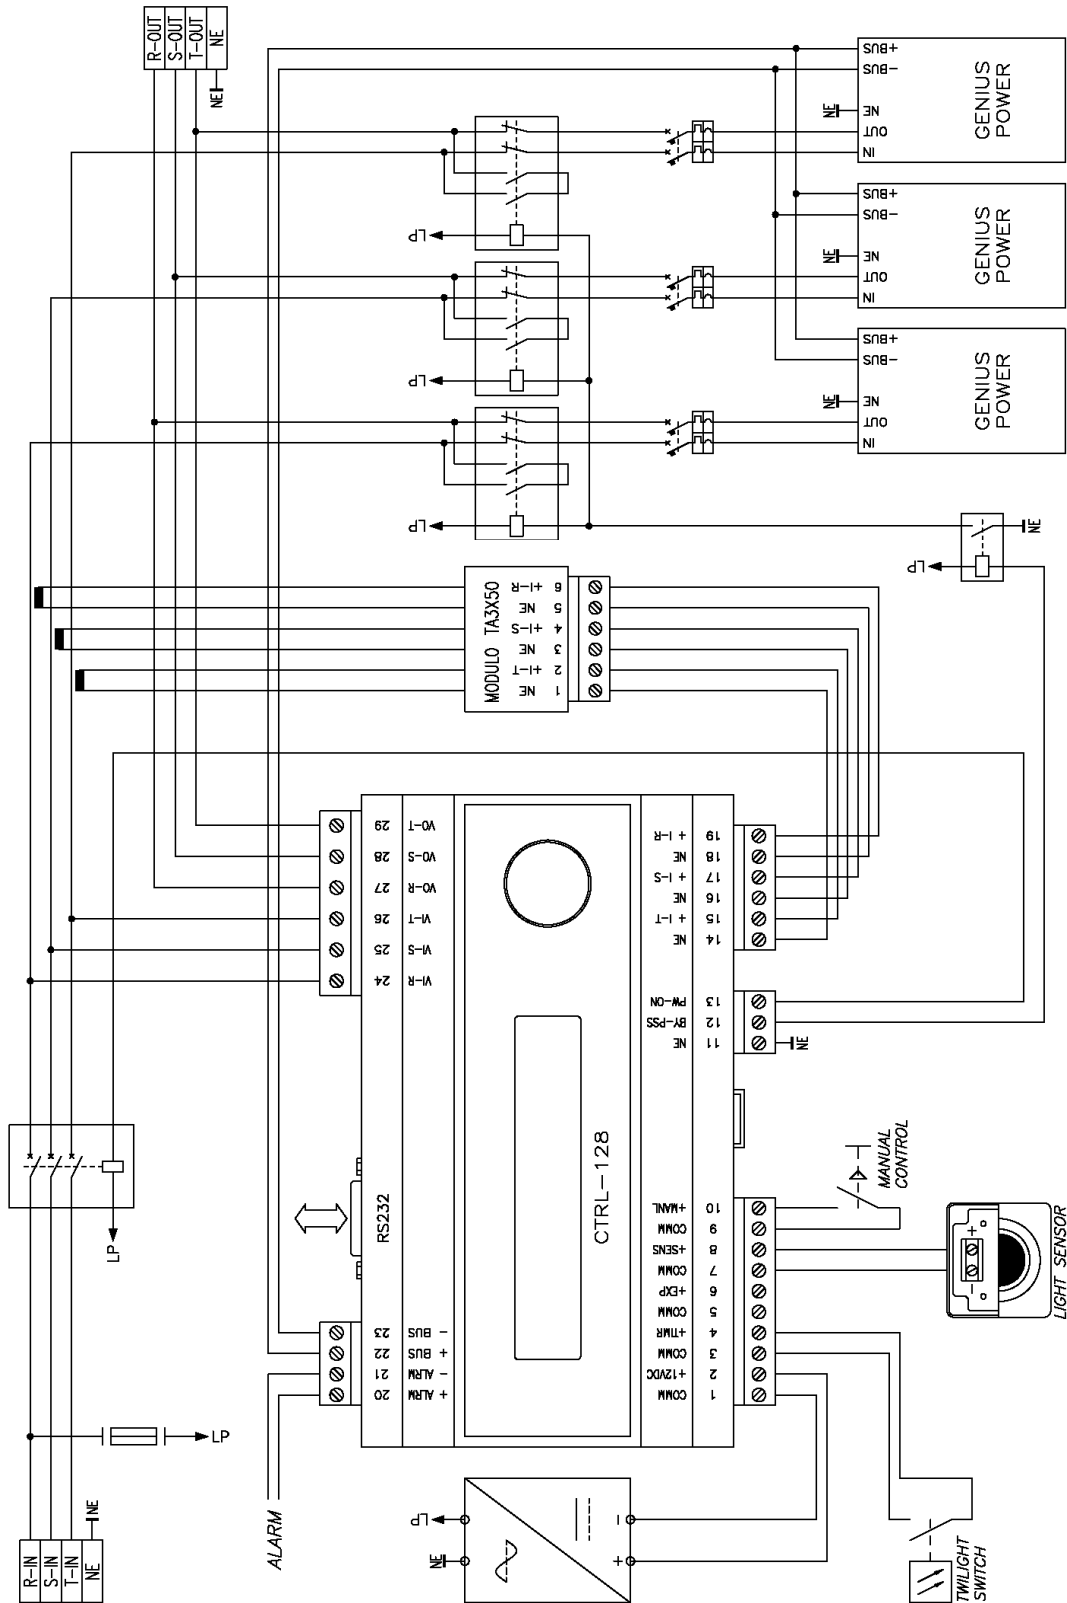 R-OUT
S-OUT
T-OUT
NE
NE
+BUS
-BUS
NE
OUT
IN
NE
GENIUS
POWER
LP
+BUS
-BUS
NE
OUT
IN
NE
GENIUS
POWER
LP
+BUS
-BUS
NE
OUT
IN
NE
GENIUS
POWER
LP
NE
LP
MODULO TA3X50
+I-R 6
NE 5
+I-S 4
NE 3
+I-T 2
NE 1
29 VO-T
28 VO-S
27 VO-R
26 VI-T
25 VI-S
24 VI-R
+ I-R 19
NE 18
+ I-S 17
NE 16
+ I-T 15
NE 14
PW-ON 13
BY-PSS 12
NE 11
NE
RS232
CTRL-128
LP
MANUAL
CONTROL
+MANL 10
COMM 9
+SENS 8
COMM 7
+EXP 6
COMM 5
+TIMR 4
COMM 3
+12VDC 2
COMM 1
+
-
LIGHT SENSOR
23 BUS -
22 BUS +
21 ALRM -
20 ALRM +
LP
ALARM
LP
NE
-
+
TWILIGHT
SWITCH
R-IN
S-IN
T-IN
NE
NE